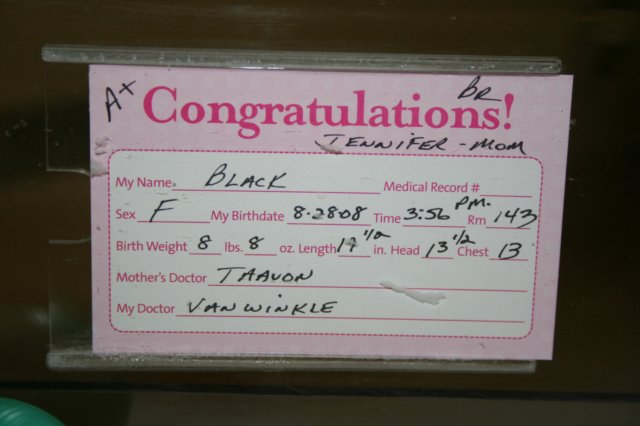 A+ BR
Congratulations!
JENNIFER - MOM
My Name BLACK Medical Record #
Sex F My Birthdate 8-28-08 Time 3:56 PM. Rm 143
Birth Weight 8 lbs. 8 oz. Length 19 1/2 in. Head 13 1/2 Chest 13
Mother's Doctor TAAVON
My Doctor VANWINKLE